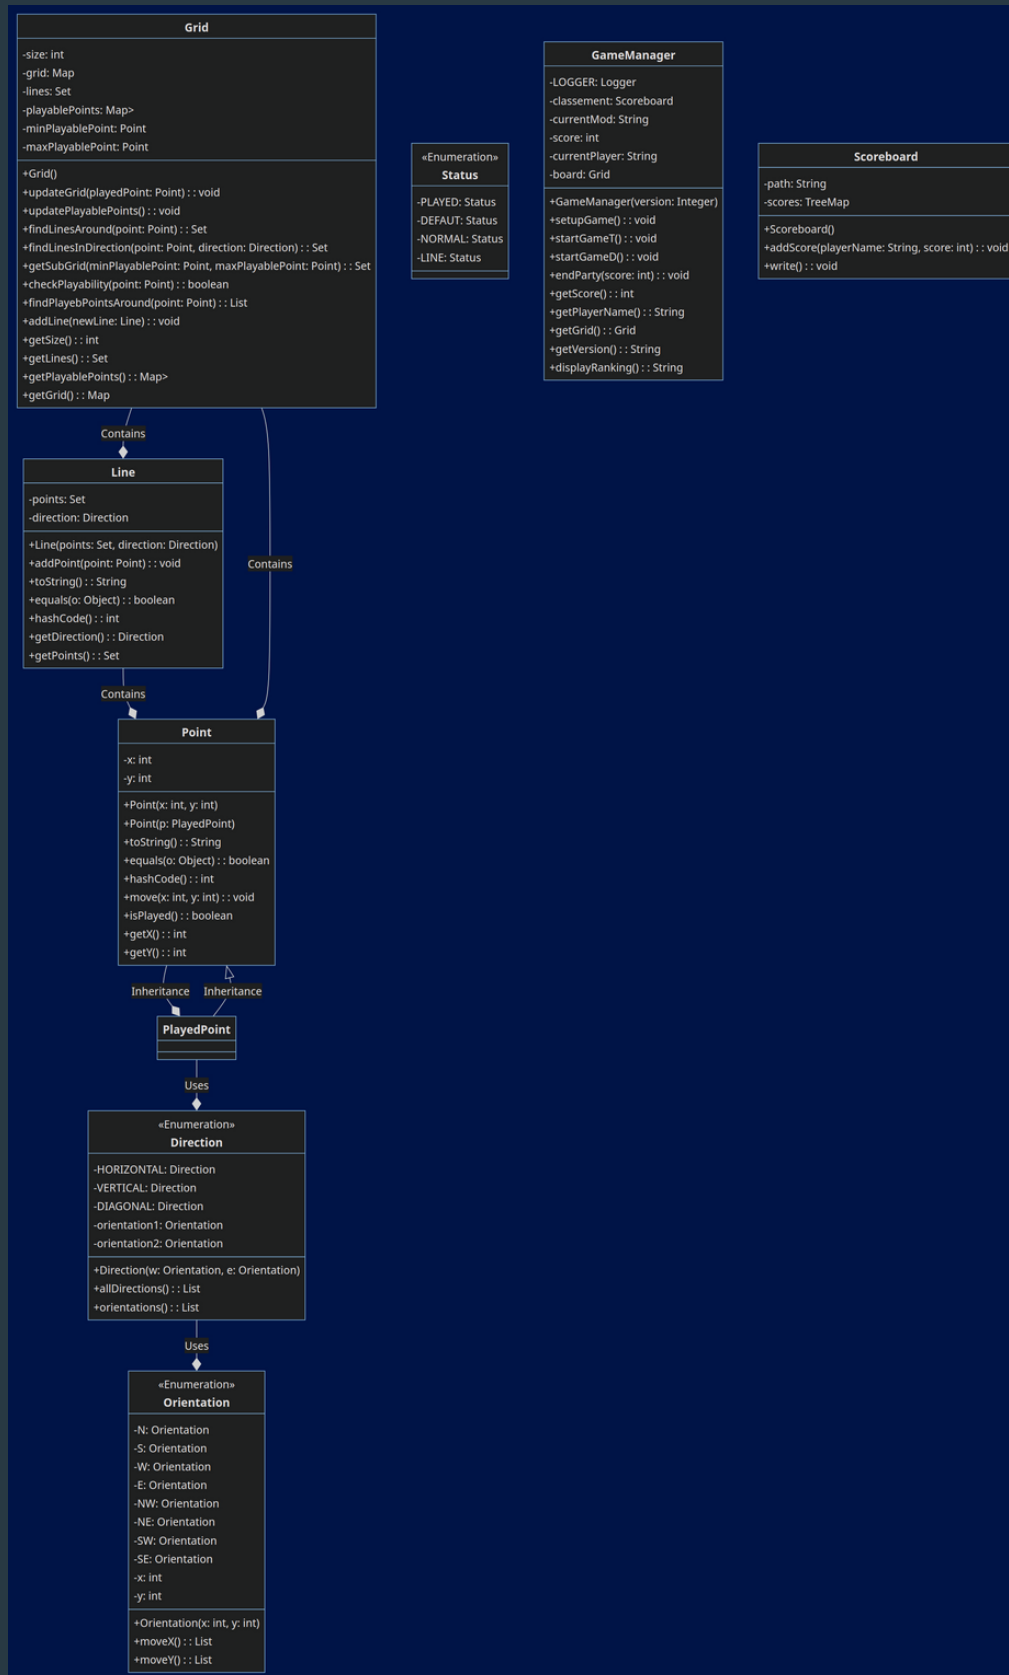 Grid
-size: int
-grid: Map
-lines: Set
-playablePoints: Map>
-minPlayablePoint: Point
-maxPlayablePoint: Point
+Grid()
+updateGrid(playedPoint: Point) : : void
+updatePlayablePoints() : : void
+findLinesAround(point: Point) : : Set
+findLinesInDirection(point: Point, direction: Direction) : : Set
+getSubGrid(minPlayablePoint: Point, maxPlayablePoint: Point) : : Set
+checkPlayability(point: Point) : : boolean
+findPlayebPointsAround(point: Point) : : List
+addLine(newLine: Line) : : void
+getSize() : : int
+getLines() : : Set
+getPlayablePoints() : : Map>
+getGrid() : : Map
«Enumeration»
Status
-PLAYED: Status
-DEFAUT: Status
-NORMAL: Status
-LINE: Status
GameManager
-LOGGER: Logger
-classement: Scoreboard
-currentMod: String
-score: int
-currentPlayer: String
-board: Grid
+GameManager(version: Integer)
+setupGame() : : void
+startGameT() : : void
+startGameD() : : void
+endParty(score: int) : : void
+getScore() : : int
+getPlayerName() : : String
+getGrid() : : Grid
+getVersion() : : String
+displayRanking() : : String
Scoreboard
-path: String
-scores: TreeMap
+Scoreboard()
+addScore(playerName: String, score: int) : : void
+write() : : void
Contains
Line
-points: Set
-direction: Direction
+Line(points: Set, direction: Direction)
+addPoint(point: Point) : : void
+toString() : : String
+equals(o: Object) : : boolean
+hashCode() : : int
+getDirection() : : Direction
+getPoints() : : Set
Contains
Contains
Point
-x: int
-y: int
+Point(x: int, y: int)
+Point(p: PlayedPoint)
+toString() : : String
+equals(o: Object) : : boolean
+hashCode() : : int
+move(x: int, y: int) : : void
+isPlayed() : : boolean
+getX() : : int
+getY() : : int
Inheritance
Inheritance
PlayedPoint
Uses
«Enumeration»
Direction
-HORIZONTAL: Direction
-VERTICAL: Direction
-DIAGONAL: Direction
-orientation1: Orientation
-orientation2: Orientation
+Direction(w: Orientation, e: Orientation)
+allDirections() : : List
+orientations() : : List
Uses
«Enumeration»
Orientation
-N: Orientation
-S: Orientation
-W: Orientation
-E: Orientation
-NW: Orientation
-NE: Orientation
-SW: Orientation
-SE: Orientation
-x: int
-y: int
+Orientation(x: int, y: int)
+moveX() : : List
+moveY() : : List